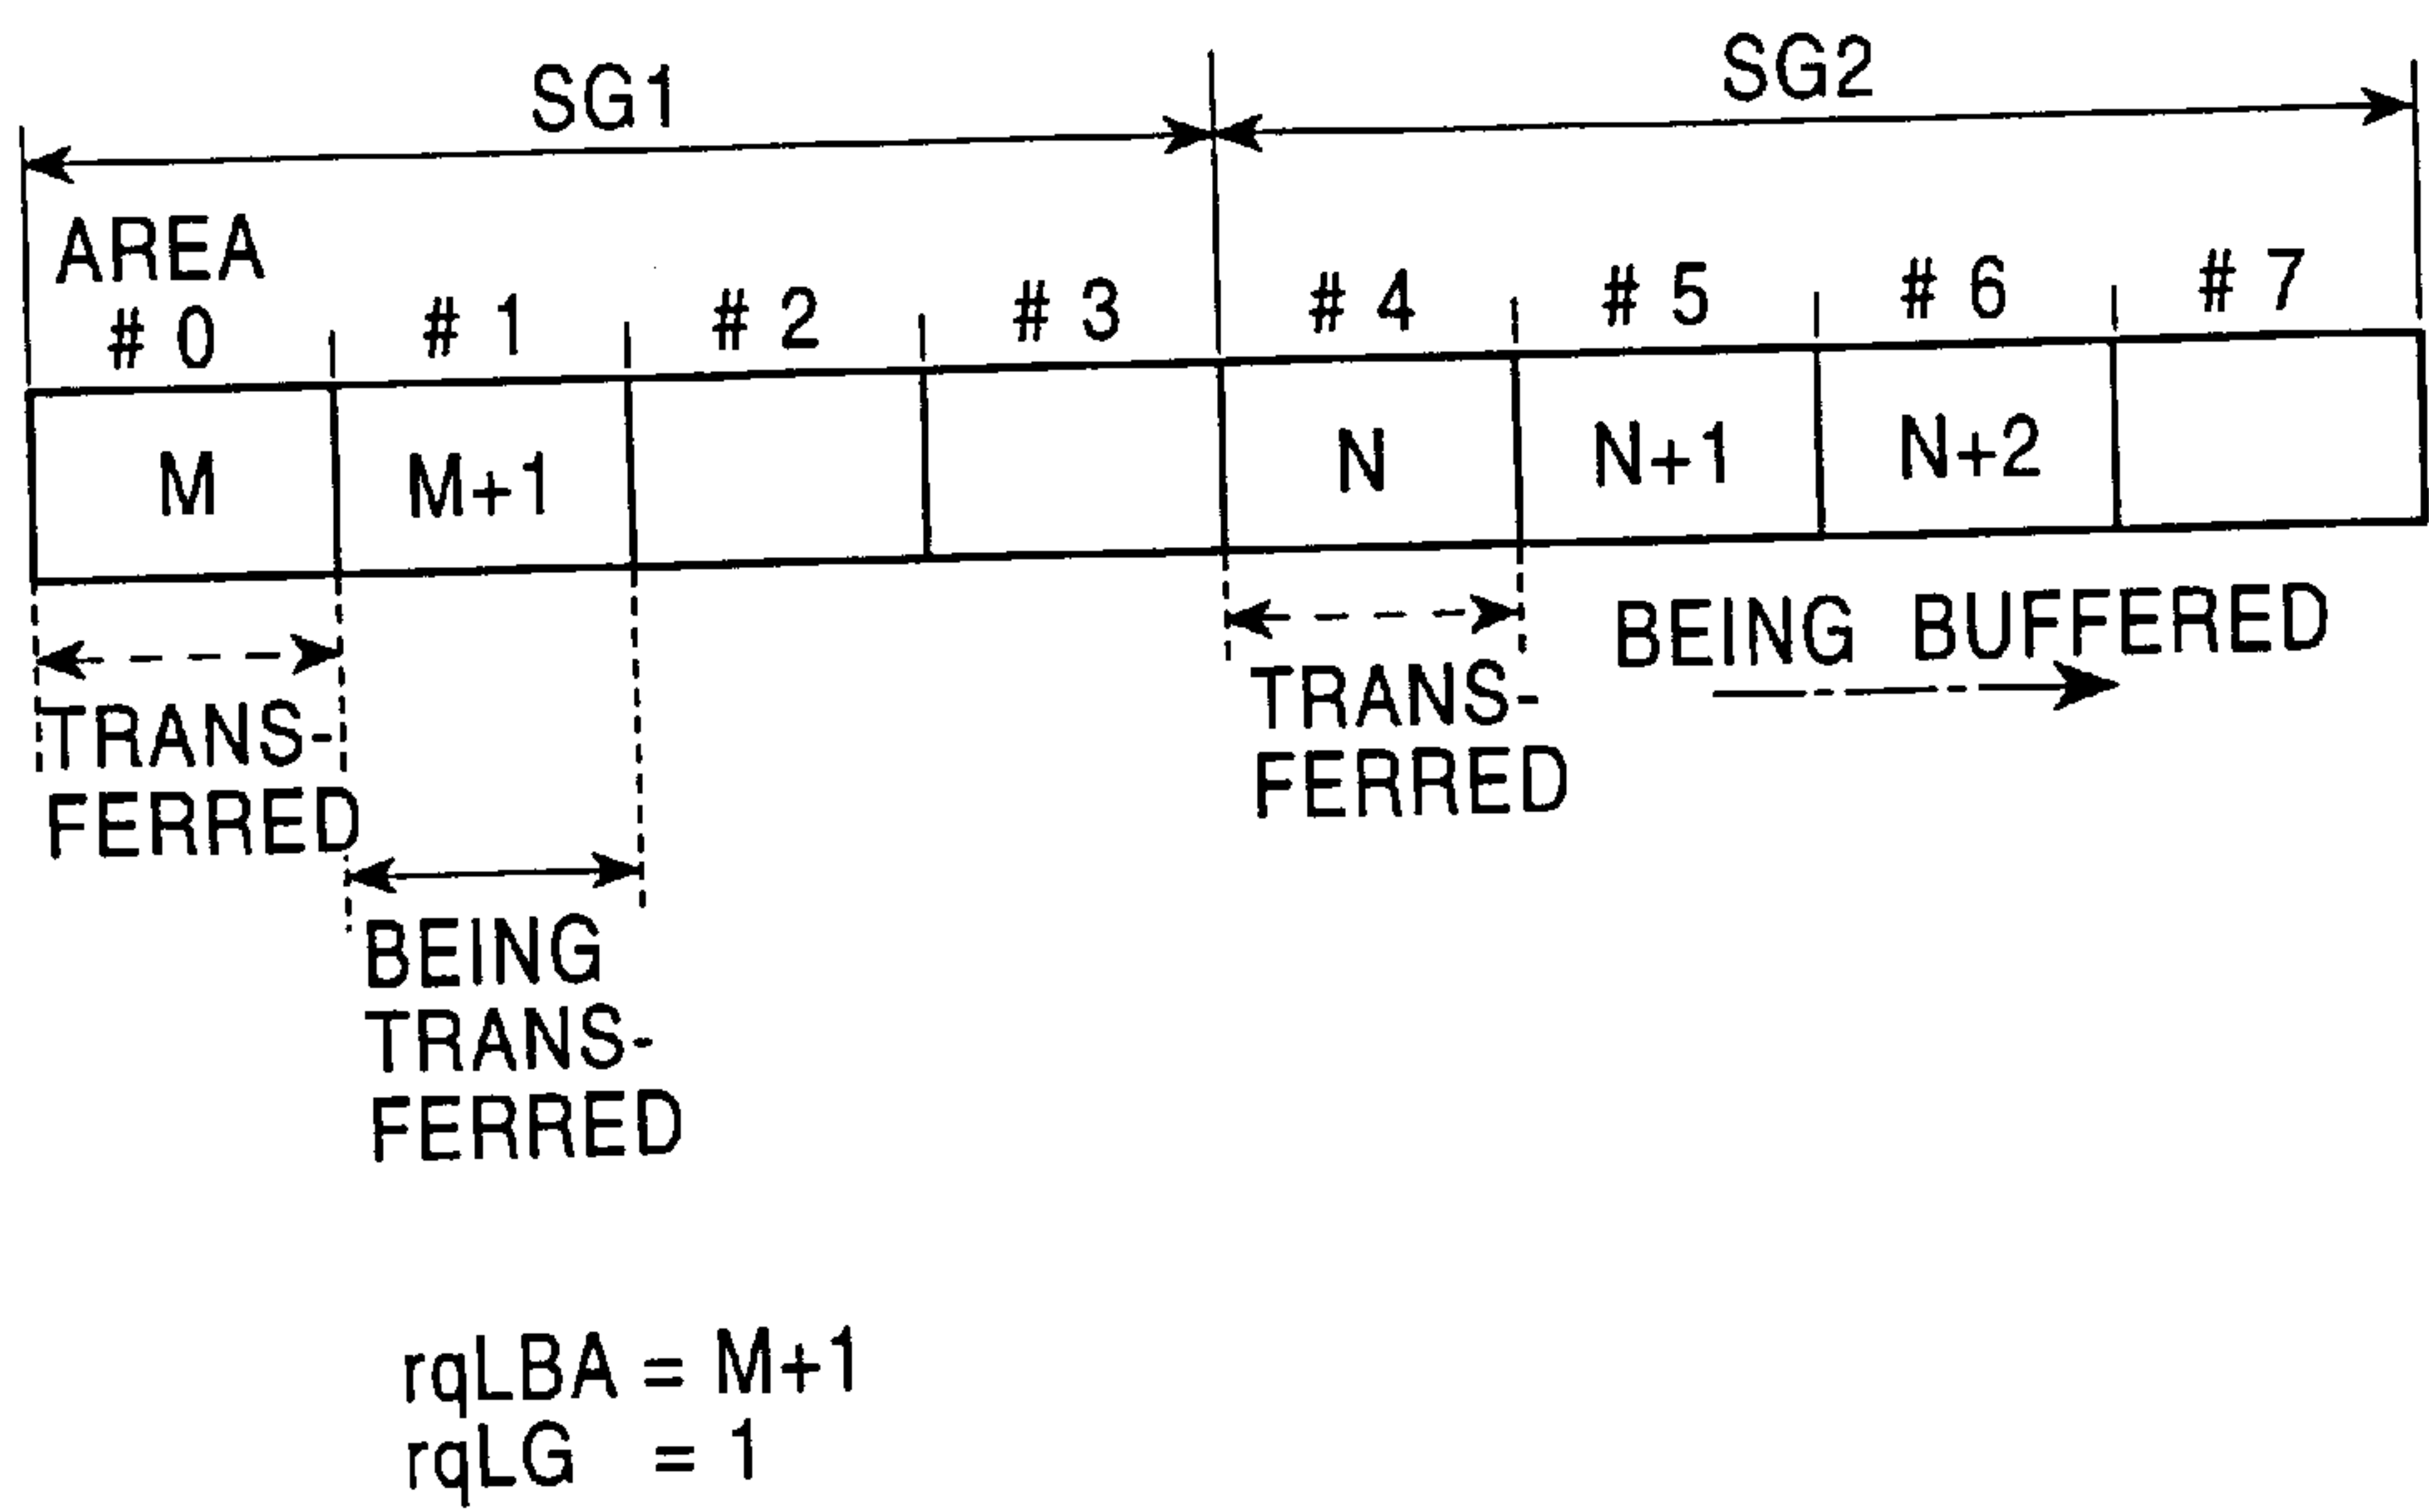 SG1 SG2
AREA
# 0 # 1 # 2 # 3 # 4 # 5 # 6 # 7
M M+1 N N+1 N+2
BEING BUFFERED
TRANS-
FERRED
TRANS-
FERRED
BEING
TRANS-
FERRED
rqLBA = M+1
rqLG = 1